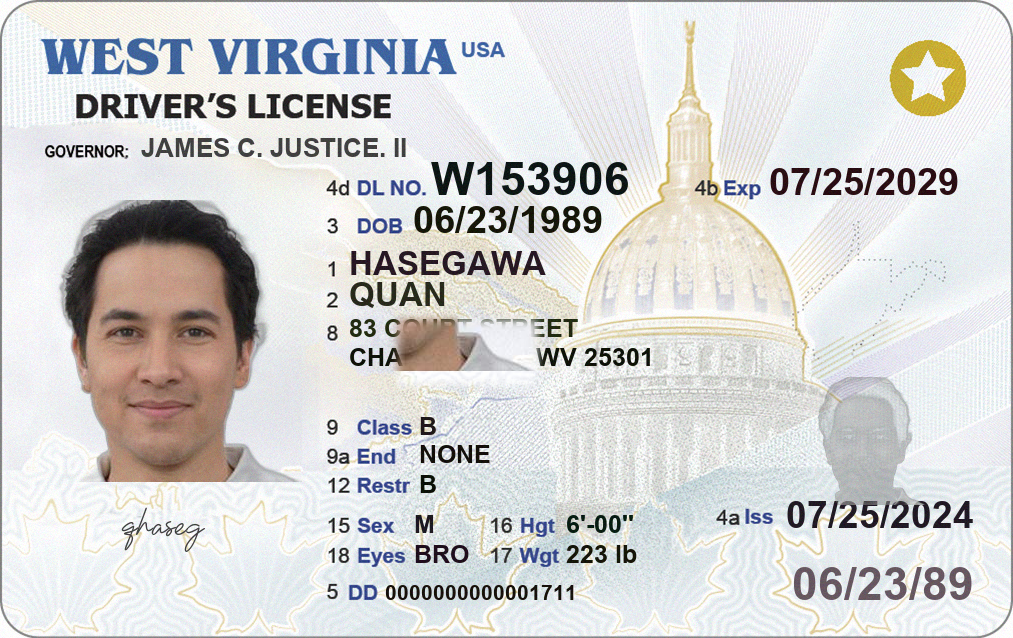 WEST VIRGINIA USA
DRIVER'S LICENSE
GOVERNOR: JAMES C. JUSTICE. II
4d DL NO. W153906 4b Exp 07/25/2029
3 DOB 06/23/1989
1 HASEGAWA
2 QUAN
8 83 COURT STREET
CHA WV 25301
9 Class B
9a End NONE
12 Restr B
15 Sex M 16 Hgt 6'-00" 4a Iss 07/25/2024
qhaseg
18 Eyes BRO 17 Wgt 223 lb
5 DD 0000000000001711
06/23/89